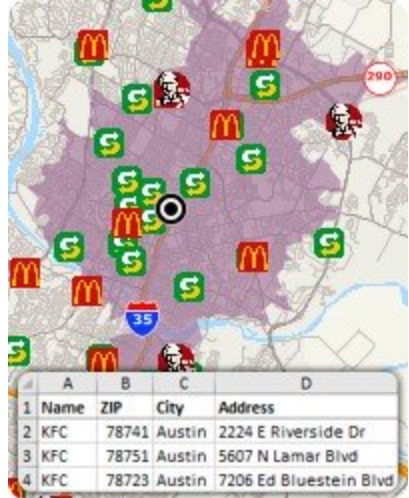 290
35
A B C D
1 Name ZIP City Address
2 KFC 78741 Austin 2224 E Riverside Dr
3 KFC 78751 Austin 5607 N Lamar Blvd
4 KFC 78723 Austin 7206 Ed Bluestein Blvd